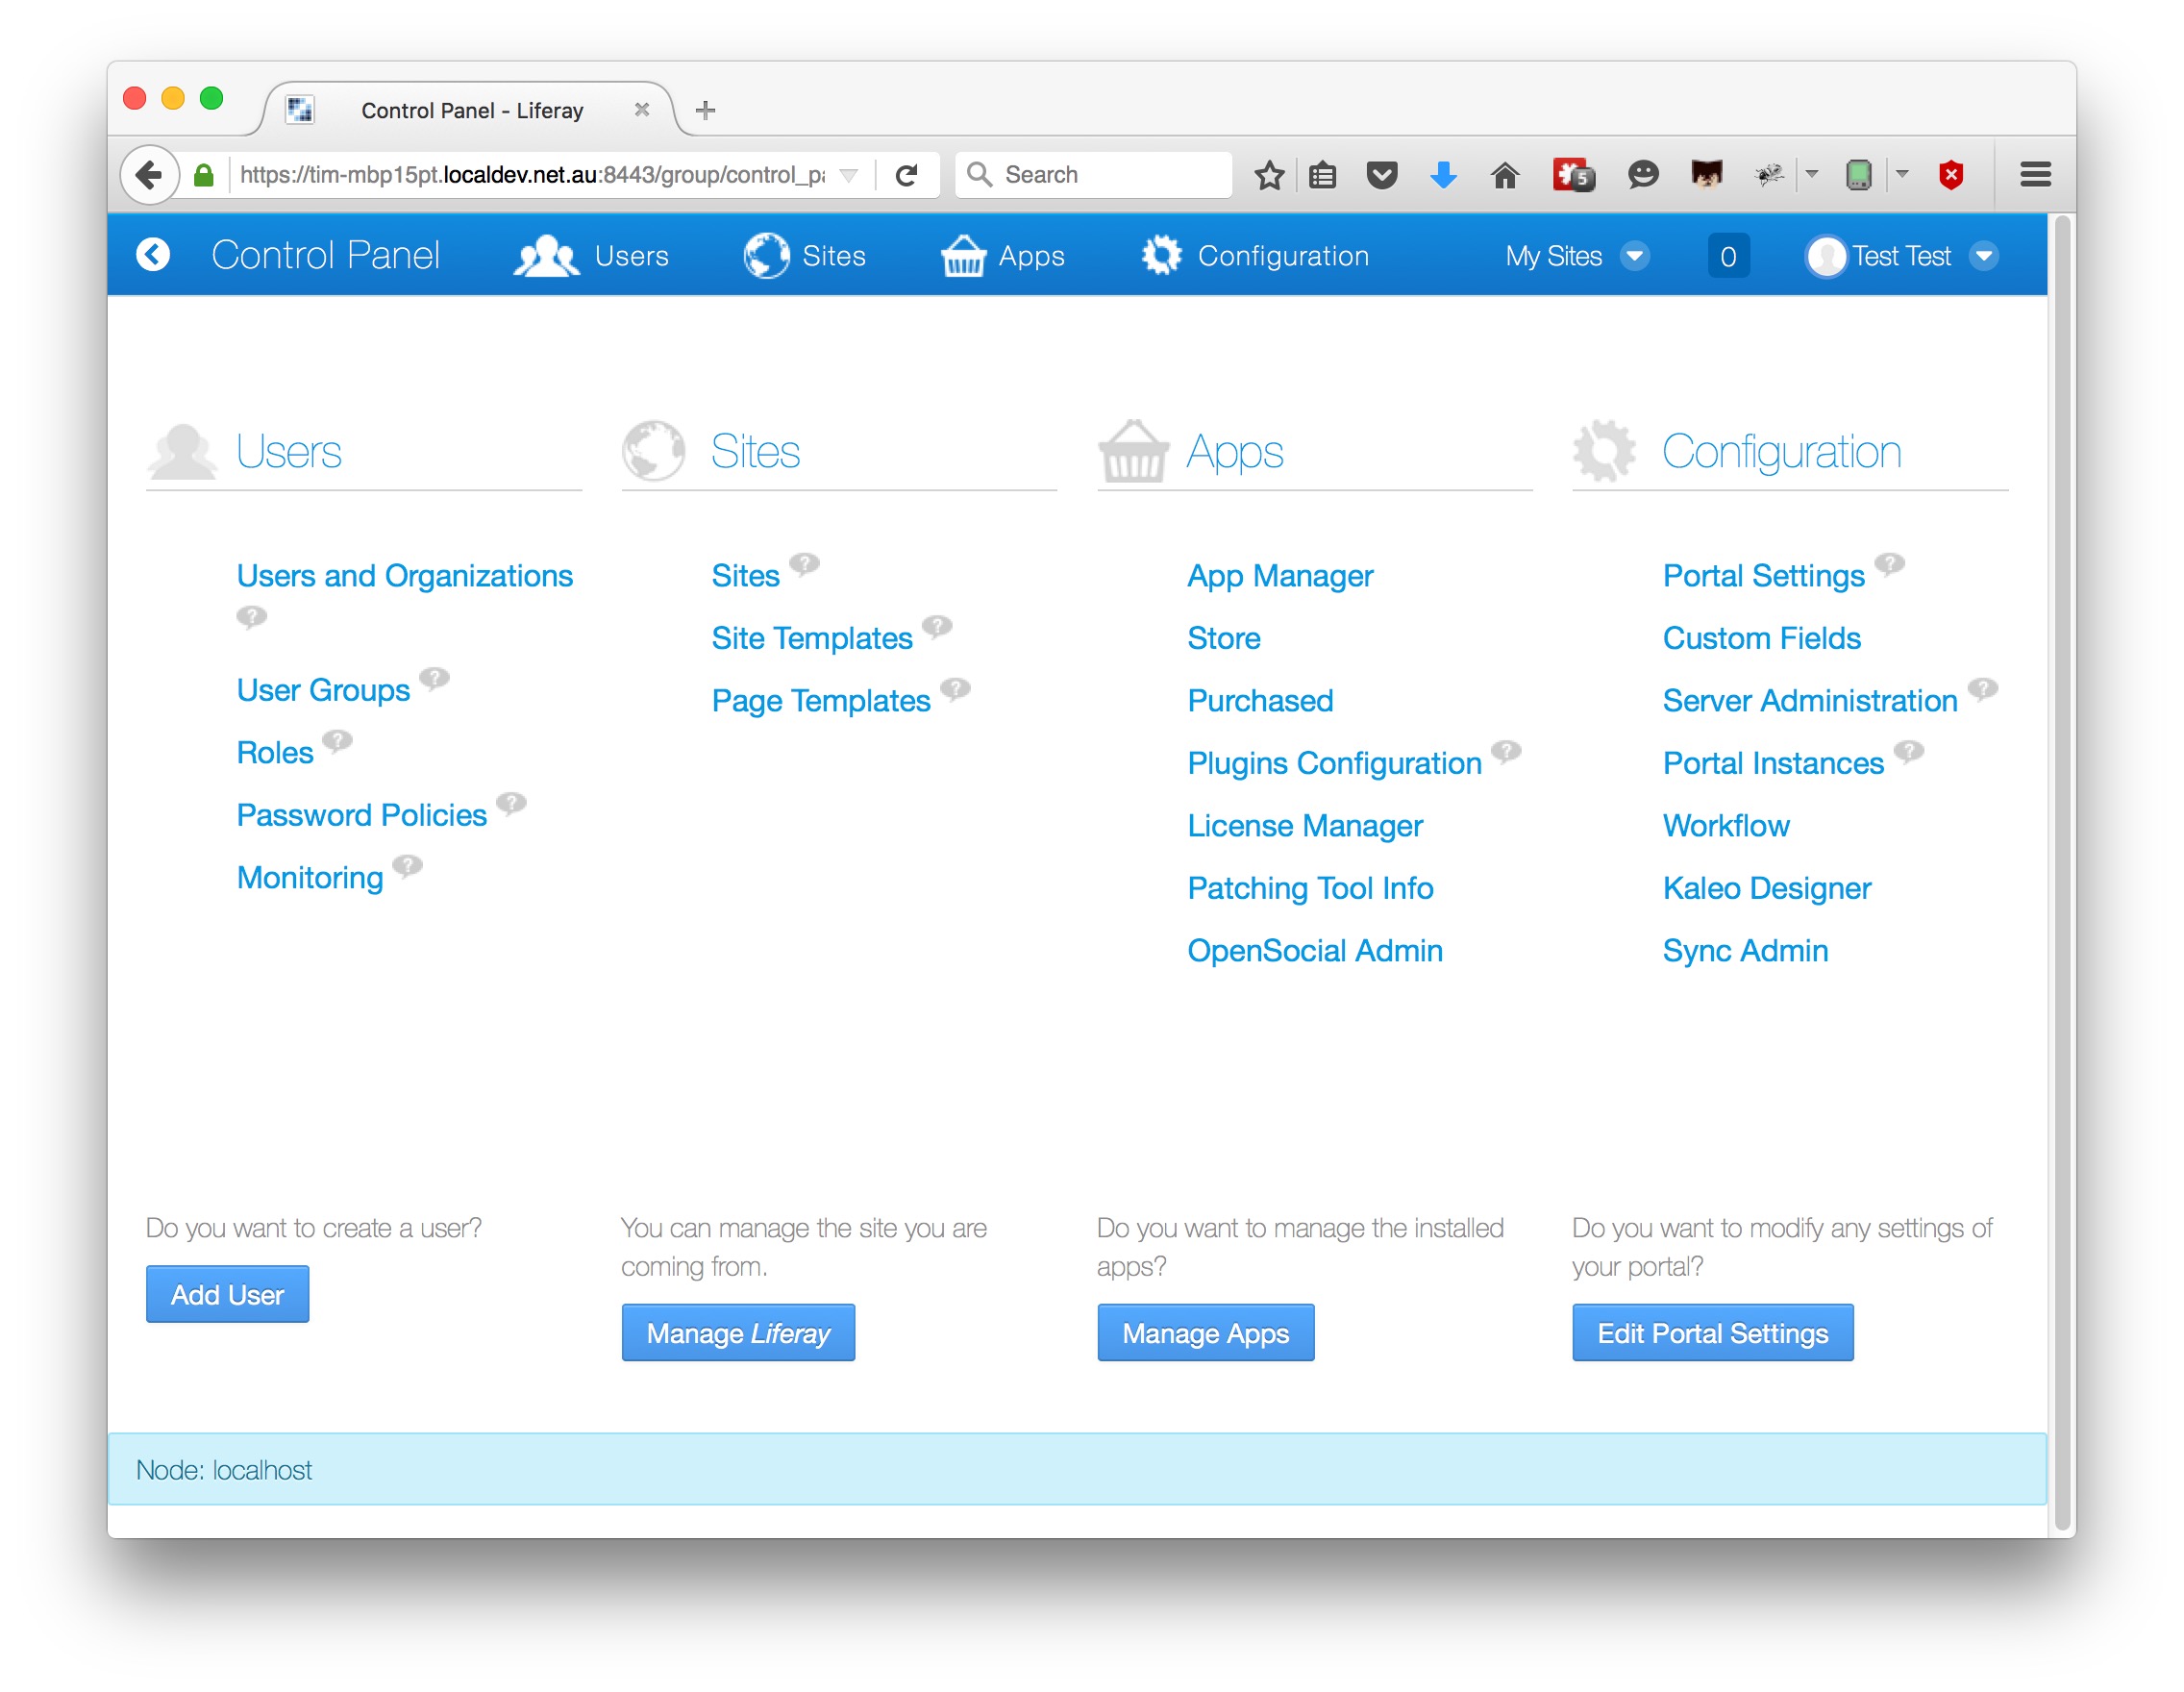 Control Panel - Liferay
https://tim-mbp15pt.localdev.net.au:8443/group/control_pa
Search
5
Control Panel
Users
Sites
Apps
Configuration
My Sites
0
Test Test
Users
Users and Organizations
?
User Groups ?
Roles ?
Password Policies ?
Monitoring ?
Sites
Sites ?
Site Templates ?
Page Templates ?
Apps
App Manager
Store
Purchased
Plugins Configuration ?
License Manager
Patching Tool Info
OpenSocial Admin
Configuration
Portal Settings ?
Custom Fields
Server Administration ?
Portal Instances ?
Workflow
Kaleo Designer
Sync Admin
Do you want to create a user?
Add User
You can manage the site you are
coming from.
Manage Liferay
Do you want to manage the installed
apps?
Manage Apps
Do you want to modify any settings of
your portal?
Edit Portal Settings
Node: localhost